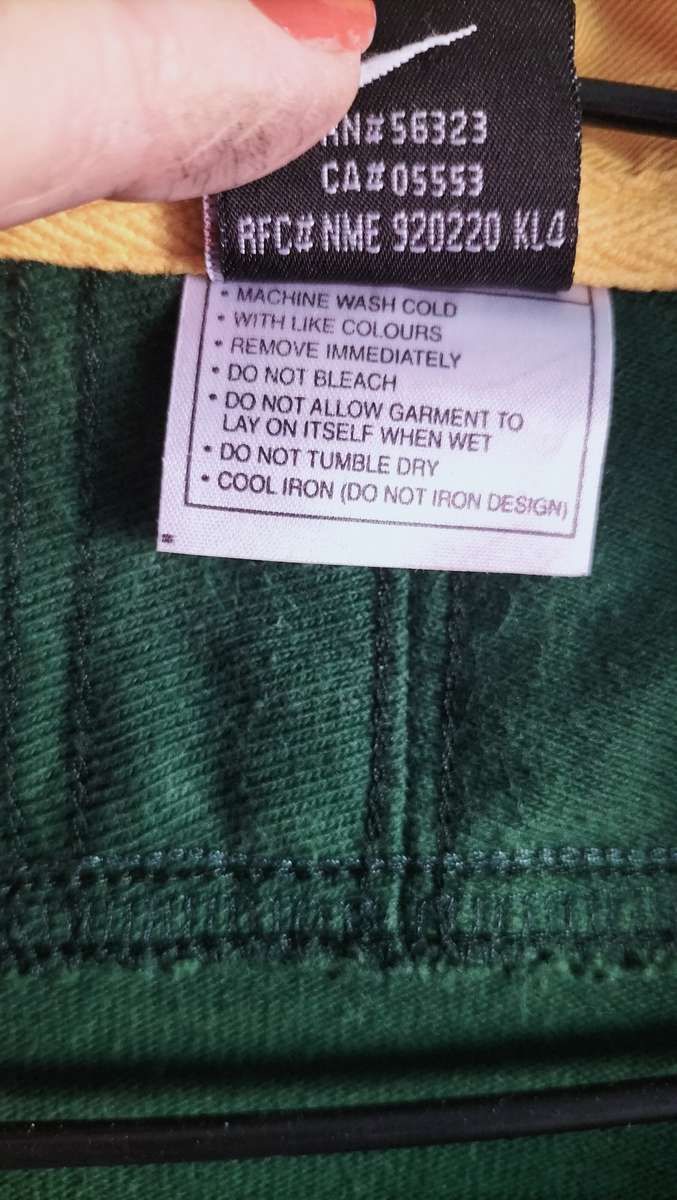 RN#56323
CA#05553
RFC#NME 920220 KL4
• MACHINE WASH COLD
• WITH LIKE COLOURS
• REMOVE IMMEDIATELY
• DO NOT BLEACH
• DO NOT ALLOW GARMENT TO
LAY ON ITSELF WHEN WET
• DO NOT TUMBLE DRY
• COOL IRON (DO NOT IRON DESIGN)